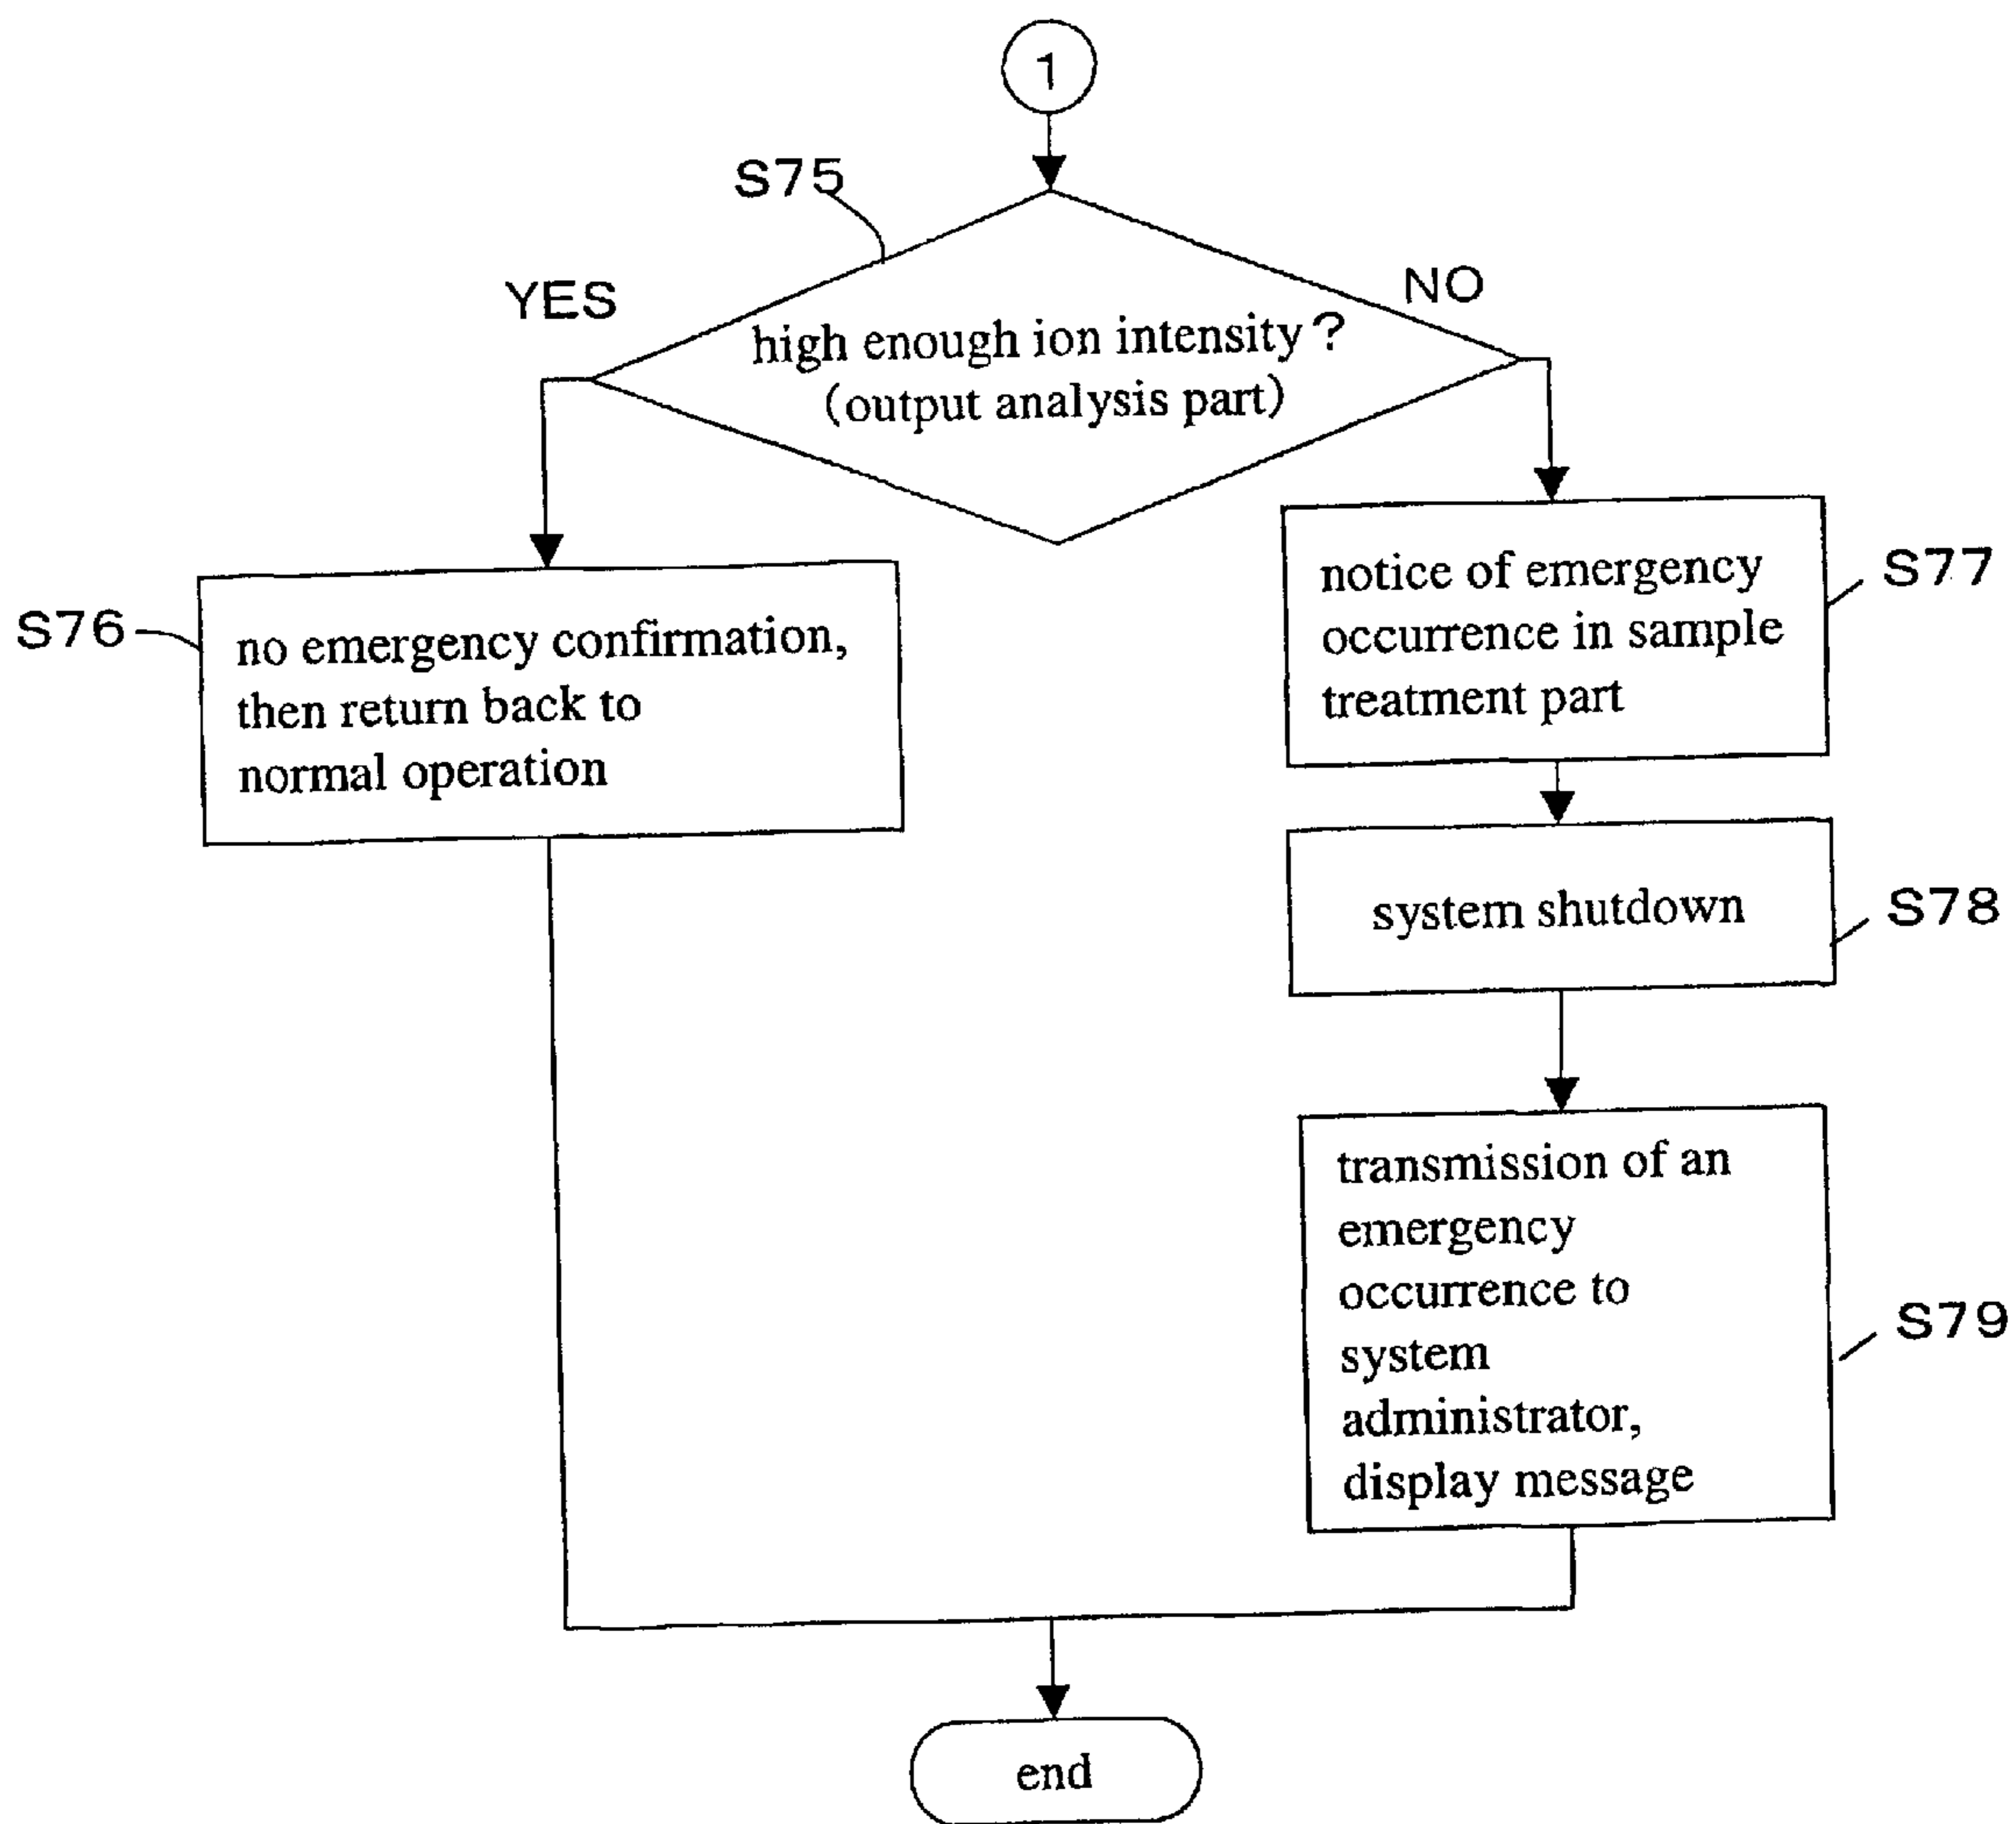 1
S75
YES
NO
high enough ion intensity?
(output analysis part)
S76
no emergency confirmation,
then return back to
normal operation
notice of emergency
occurrence in sample
treatment part
S77
system shutdown
S78
transmission of an
emergency
occurrence to
system
administrator,
display message
S79
end